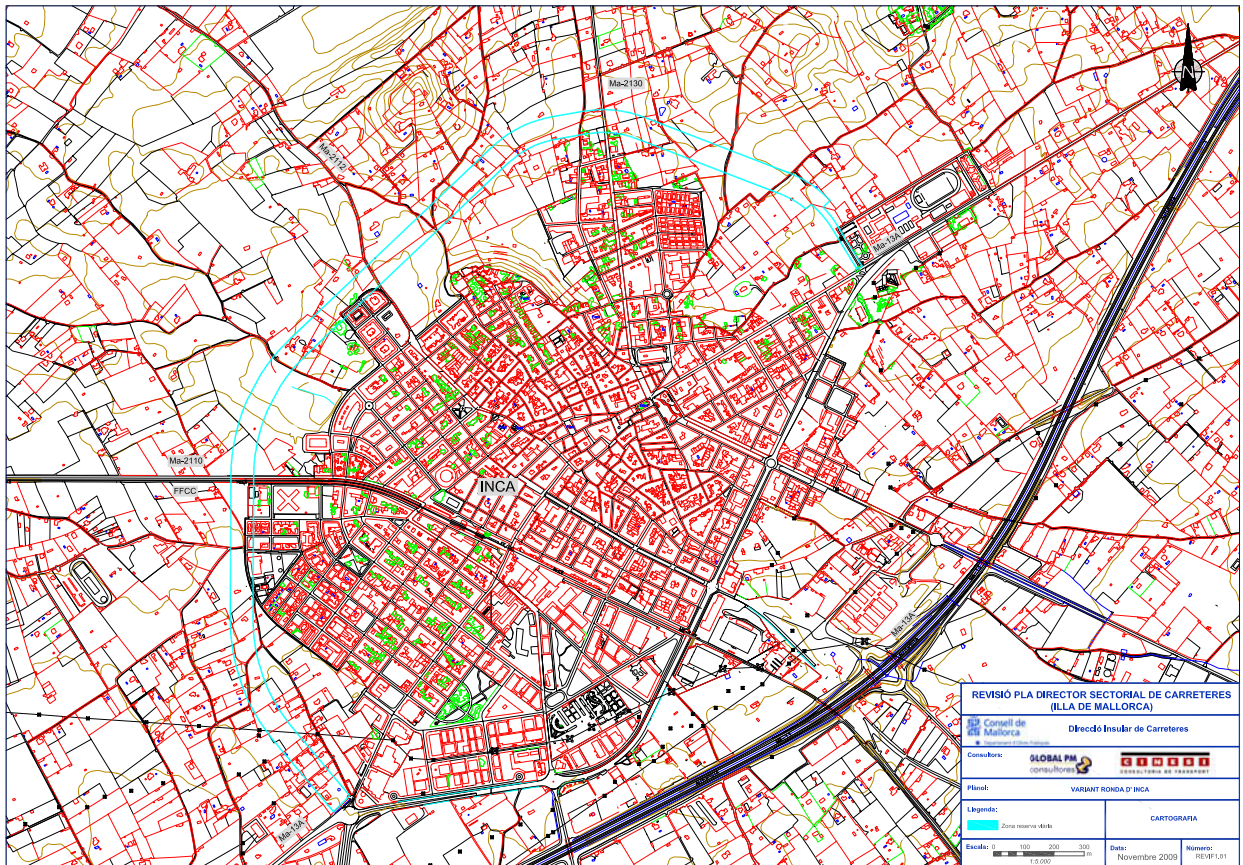 Ma-2130
N
Ma-2112
Ma-13A
Ma-2110
FFCC
INCA
Ma-13A
Ma-13A
REVISIÓ PLA DIRECTOR SECTORIAL DE CARRETERES
(ILLA DE MALLORCA)
Consell de
Mallorca
Direcció Insular de Carreteres
Consultors:
GLOBAL PM
consultores
CINESI
CONSULTORIA DE TRANSPORT
Plànol:
VARIANT RONDA D'INCA
Llegenda:
Zona reserva viària
CARTOGRAFIA
Escala:
0 100 200 300
m
1:5.000
Data:
Novembre 2009
Número:
REVIP1,01